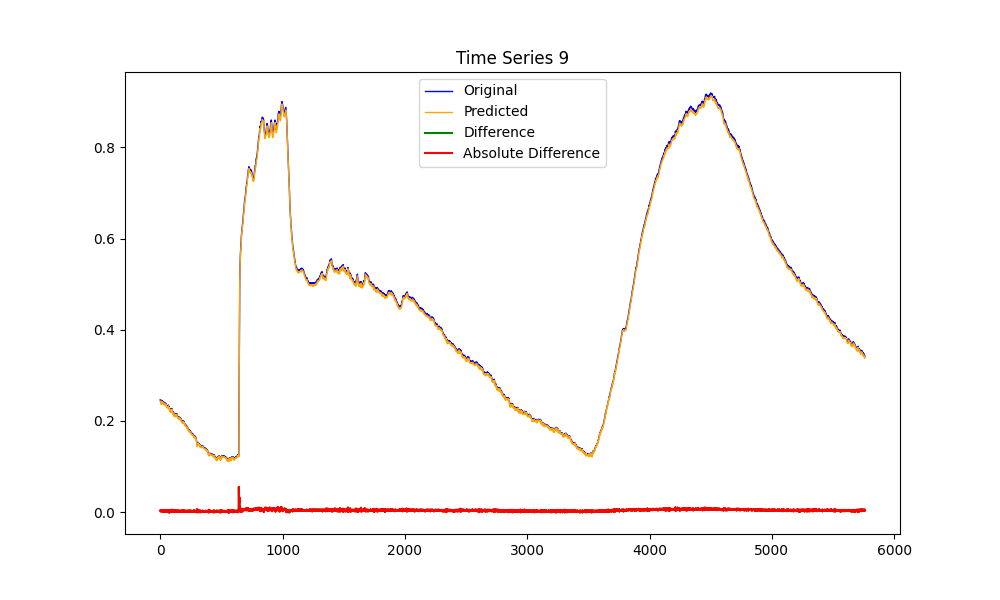 Time Series 9
Original
Predicted
Difference
Absolute Difference
0.8
0.6
0.4
0.2
0.0
0 1000 2000 3000 4000 5000 6000